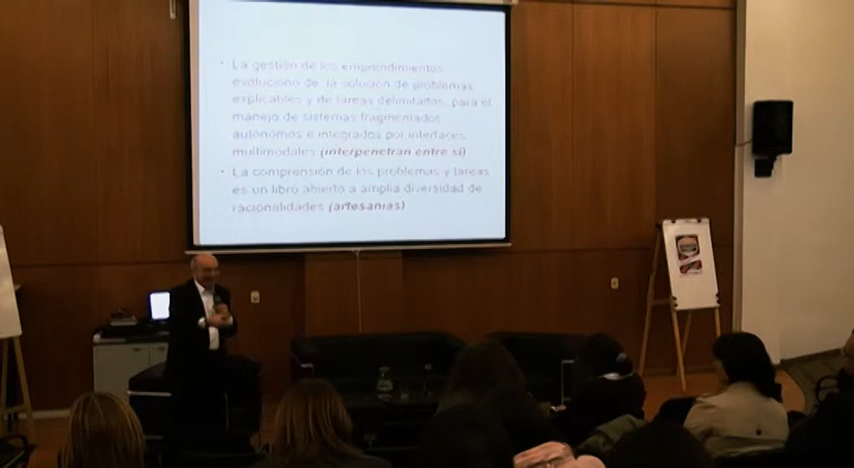 · La gestión de los emprendimientos
evolucionó de la solución de problemas
explicables y de tareas delimitadas, para el
manejo de sistemas fragmentados
autónomos e integrados por interfaces
multimodales (interpenetran entre sí)
· La comprensión de los problemas y tareas
es un libro abierto a amplia diversidad de
racionalidades (artesanías)